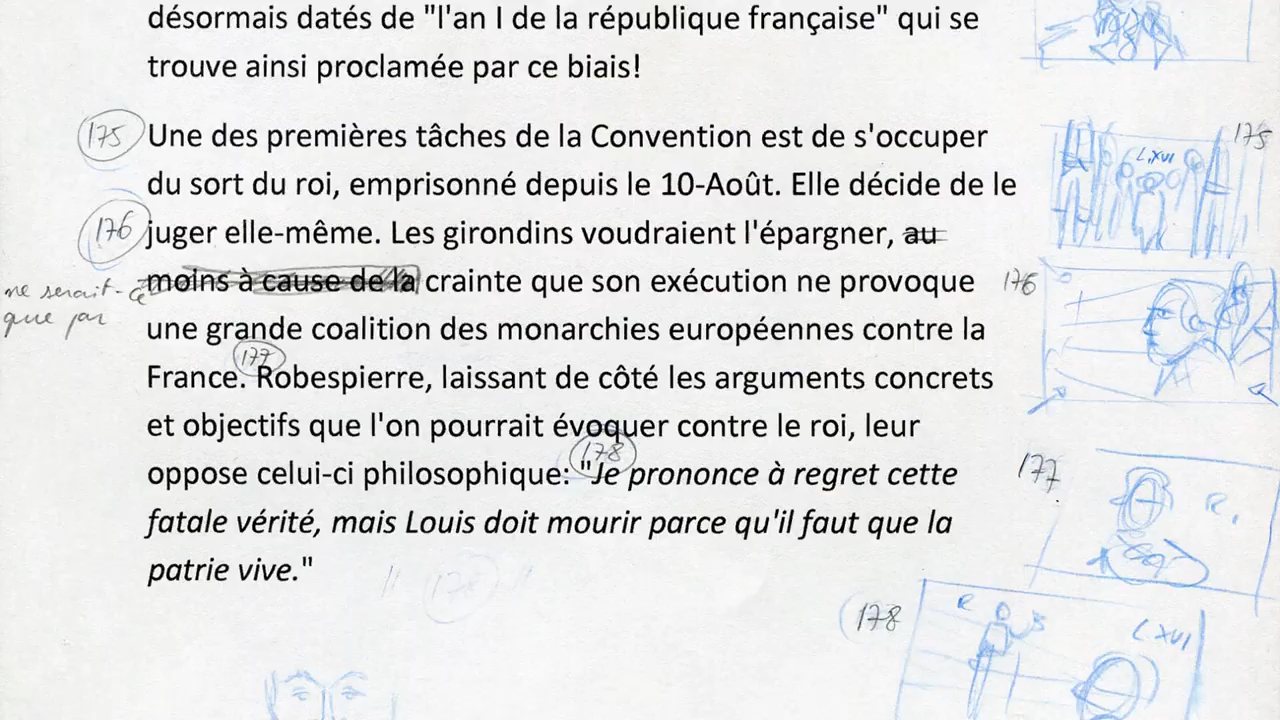 désormais datés de "l'an I de la république française" qui se
trouve ainsi proclamée par ce biais!
175 Une des premières tâches de la Convention est de s'occuper
175
L.XVI
du sort du roi, emprisonné depuis le 10-Août. Elle décide de le
176 juger elle-même. Les girondins voudraient l'épargner, au
ne serait-ce moins à cause de la crainte que son exécution ne provoque
176
que par
une grande coalition des monarchies européennes contre la
177
France. Robespierre, laissant de côté les arguments concrets
et objectifs que l'on pourrait évoquer contre le roi, leur
178
oppose celui-ci philosophique: "Je prononce à regret cette
177
R.
fatale vérité, mais Louis doit mourir parce qu'il faut que la
patrie vive."
178
178
R
L XVI